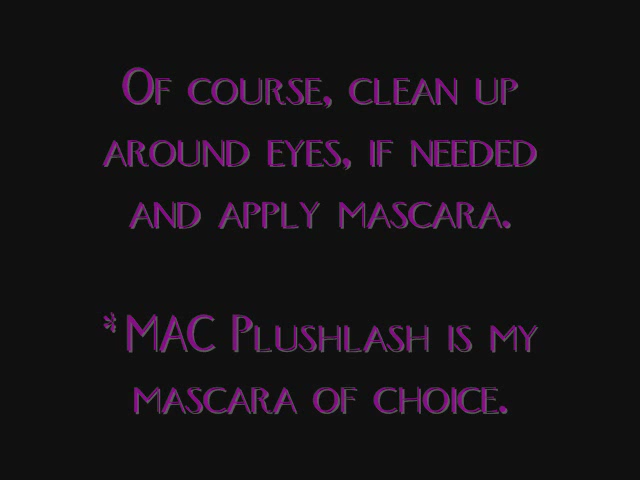 Of course, clean up
around eyes, if needed
and apply mascara.
*MAC Plushlash is my
mascara of choice.